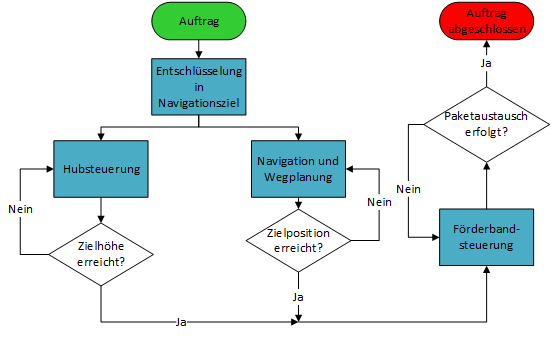 Auftrag
Entschlüsselung
in
Navigationsziel
Hubsteuerung
Nein
Zielhöhe
erreicht?
Ja
Navigation und
Wegplanung
Nein
Zielposition
erreicht?
Ja
Förderband-
steuerung
Nein
Paketaustausch
erfolgt?
Ja
Auftrag
abgeschlossen